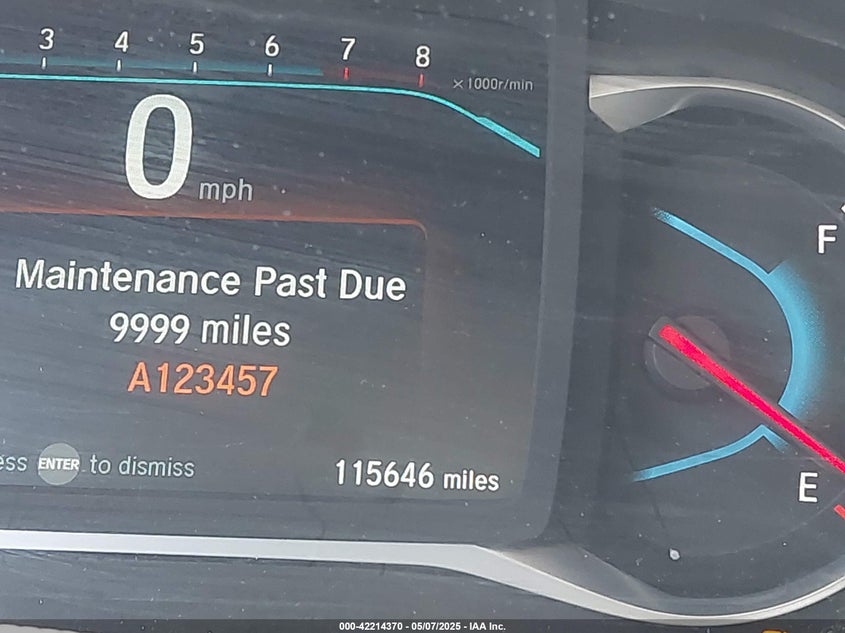 3 4 5 6 7 8
×1000r/min
0 mph
F
Maintenance Past Due
9999 miles
A123457
ess ENTER to dismiss
115646 miles
E
000-42214370 - 05/07/2025 - IAA Inc.